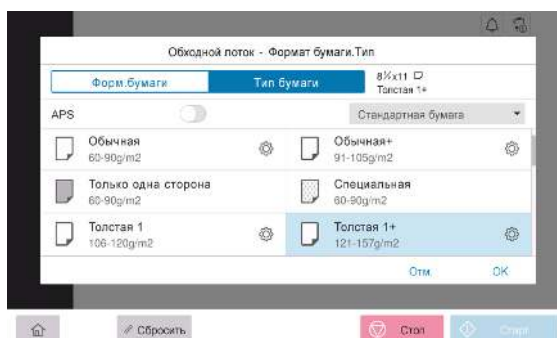 Обходной лоток - Формат бумаги.Тип
Форм.бумаги
Тип бумаги
8½x11
Толстая 1+
APS
Стандартная бумага
Обычная
60-90g/m2
Обычная+
91-105g/m2
Только одна сторона
60-90g/m2
Специальная
60-90g/m2
Толстая 1
106-120g/m2
Толстая 1+
121-157g/m2
Отм.
OK
Сбросить
Стоп
Старт